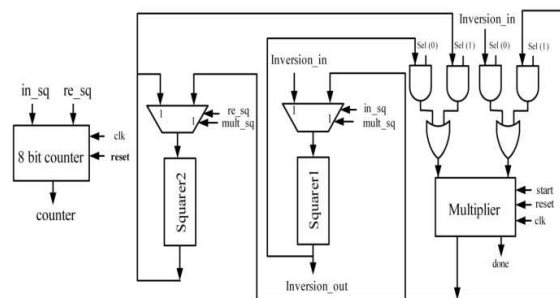 Inversion_in
Sel (0)
Sel (1)
Sel (0)
Sel (1)
Inversion_in
in_sq
re_sq
re_sq
mult_sq
1
1
in_sq
mult_sq
1
1
clk
reset
8 bit counter
counter
Squarer2
Squarer1
Multiplier
start
reset
clk
done
Inversion_out